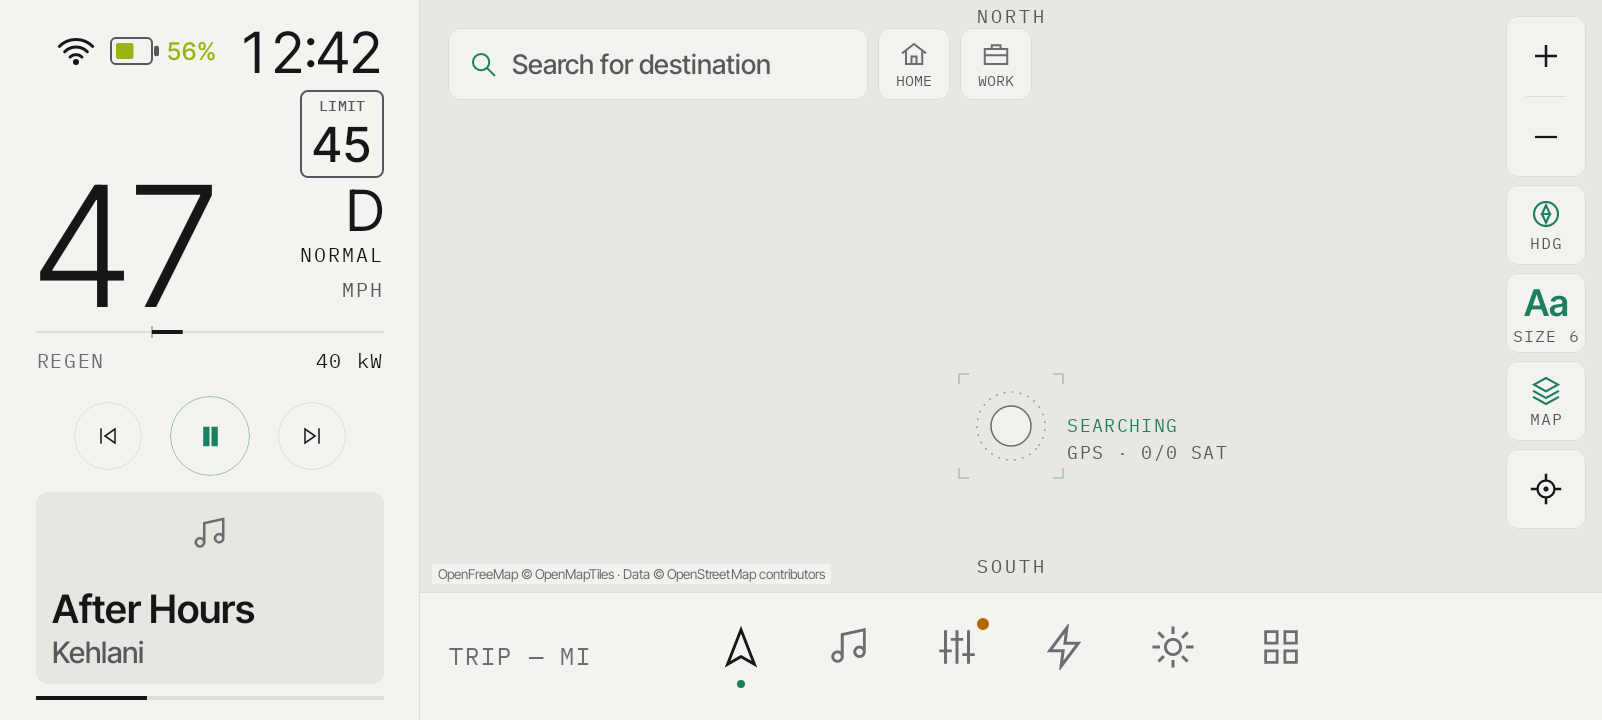 56%
12:42
LIMIT
45
47
D
NORMAL
MPH
REGEN
40 kW
After Hours
Kehlani
NORTH
Search for destination
HOME
WORK
HDG
Aa
SIZE 6
MAP
SEARCHING
GPS · 0/0 SAT
SOUTH
OpenFreeMap © OpenMapTiles · Data © OpenStreetMap contributors
TRIP — MI